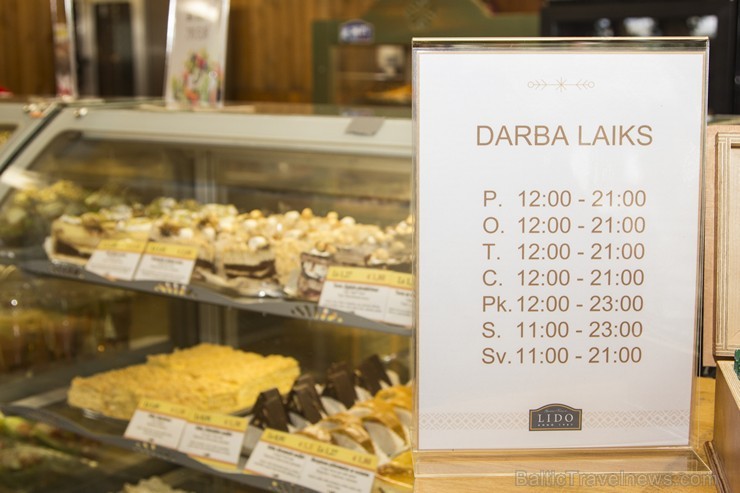 DARBA LAIKS
P. 12:00 - 21:00
O. 12:00 - 21:00
T. 12:00 - 21:00
C. 12:00 - 21:00
Pk. 12:00 - 23:00
S. 11:00 - 23:00
Sv. 11:00 - 21:00
LIDO
BalticTravelnews.com